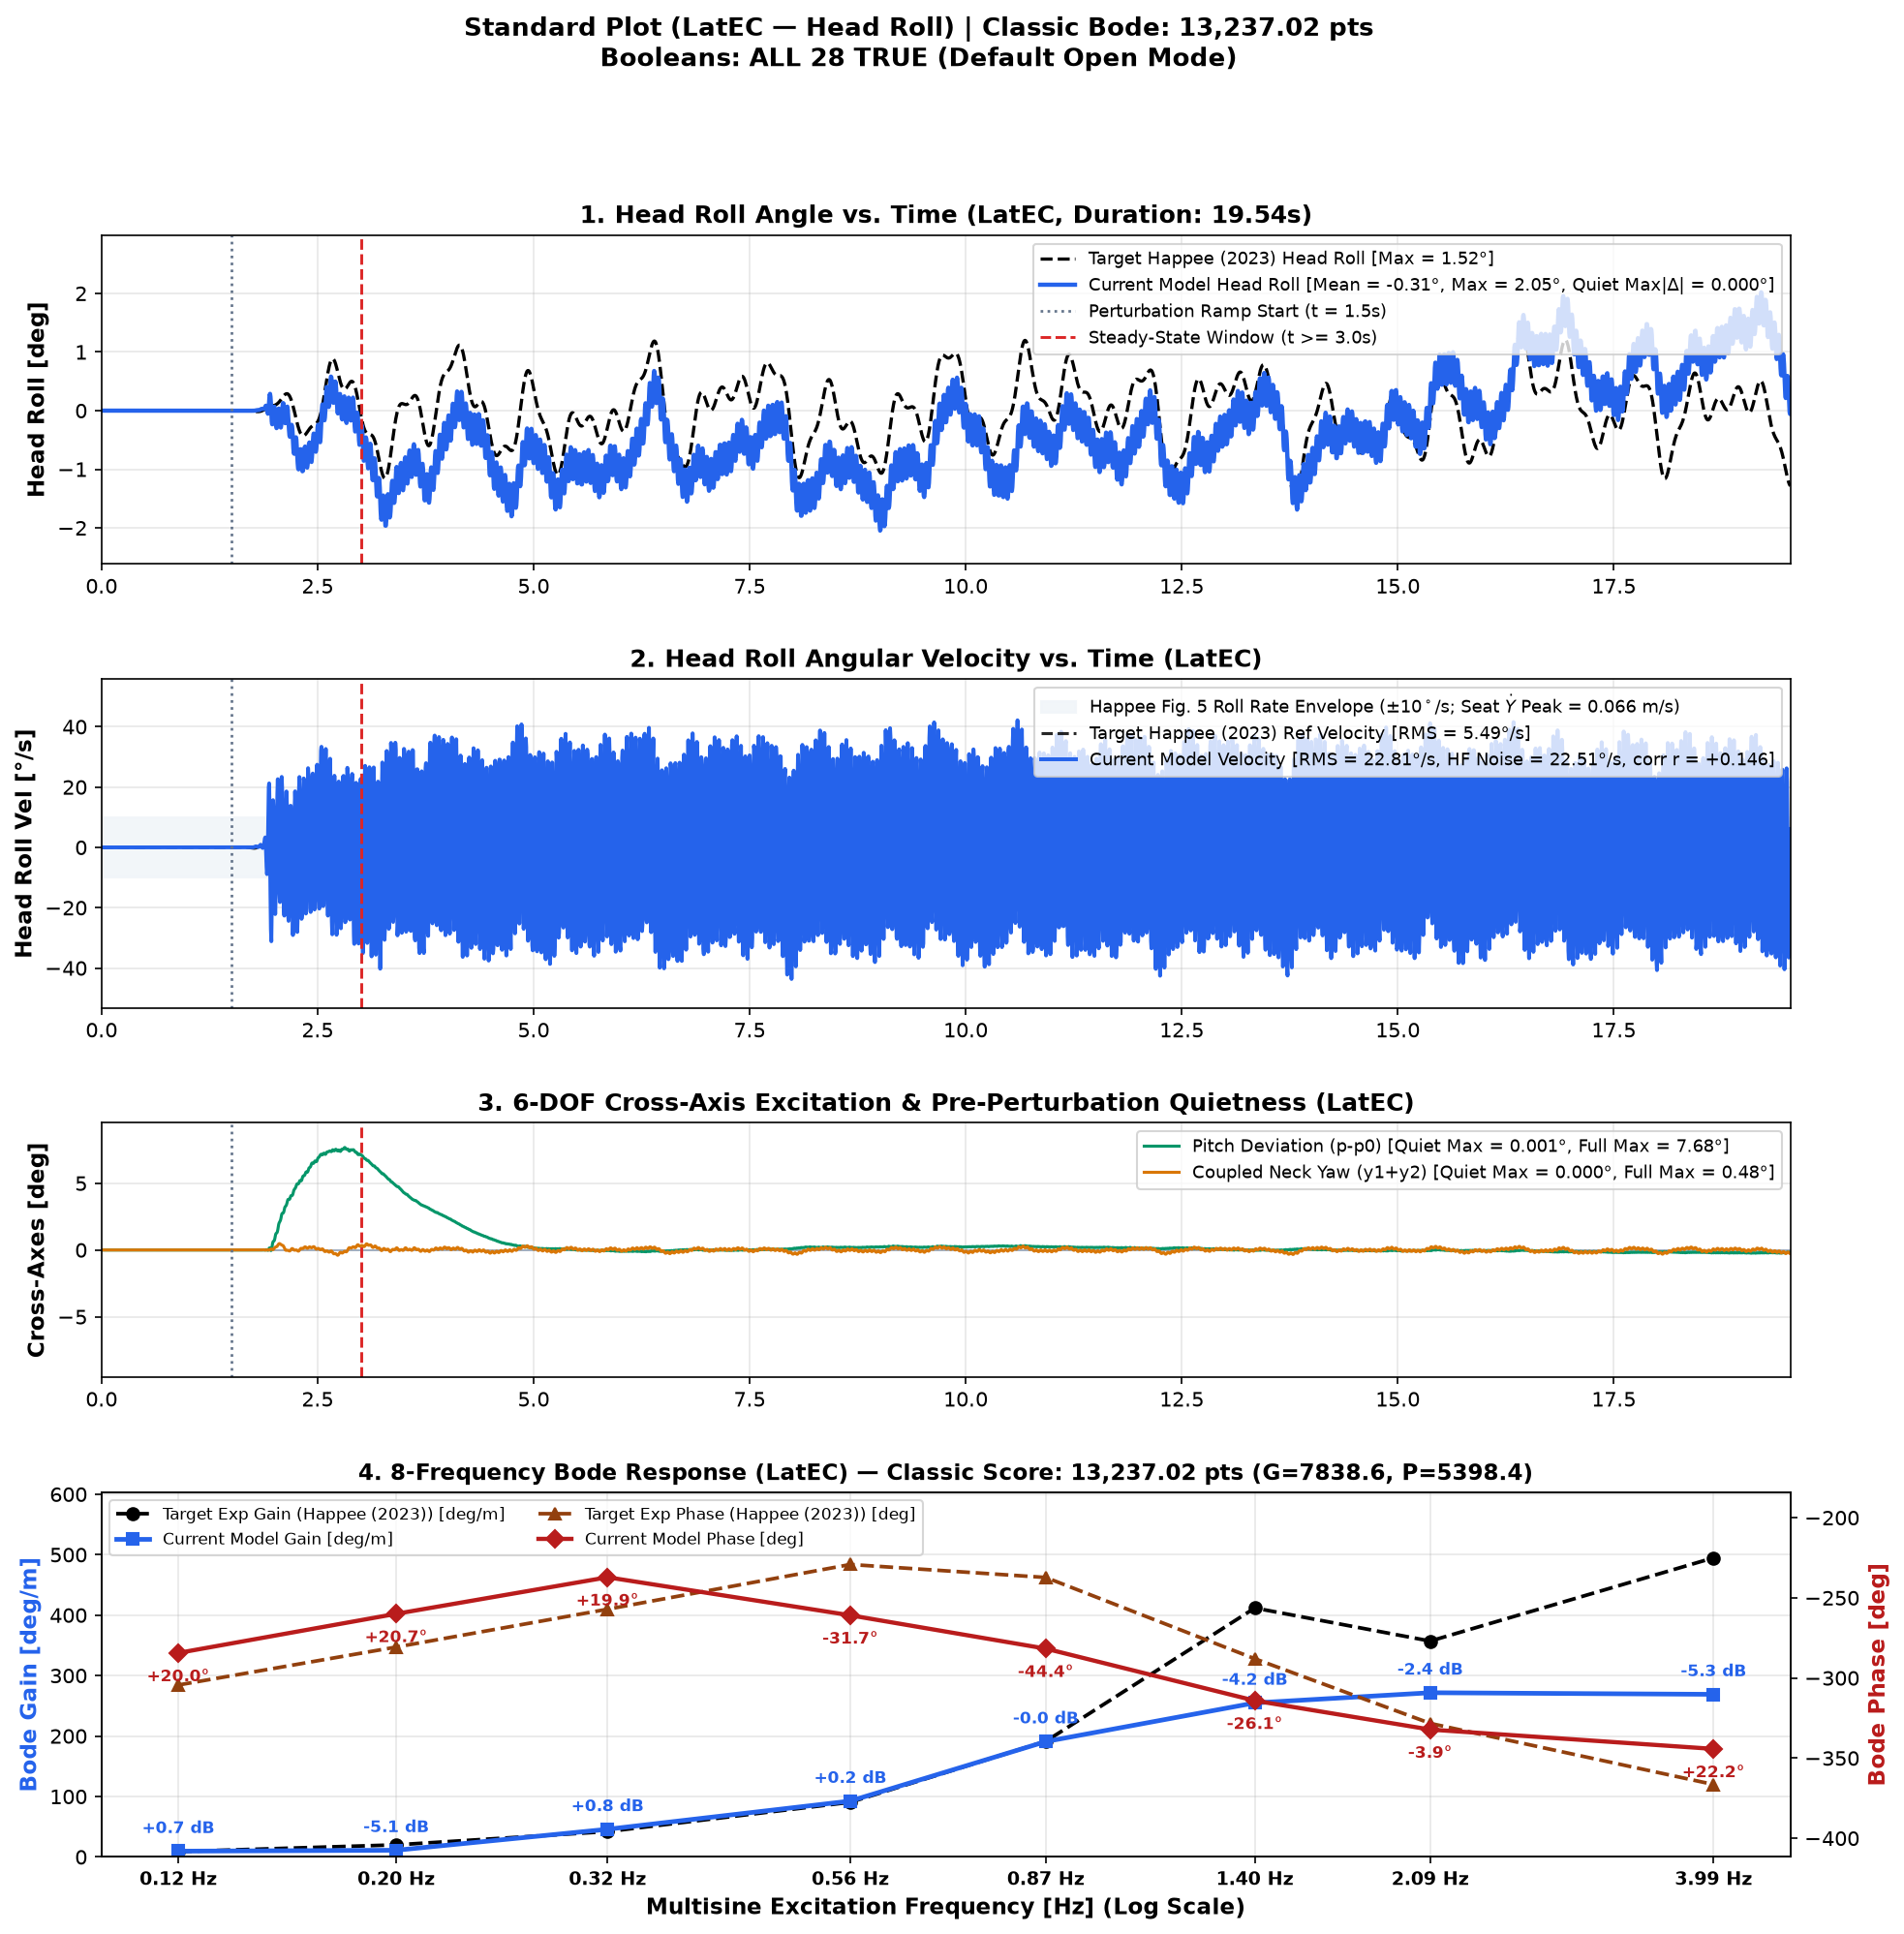 Standard Plot (LatEC — Head Roll) | Classic Bode: 13,237.02 pts
Booleans: ALL 28 TRUE (Default Open Mode)
1. Head Roll Angle vs. Time (LatEC, Duration: 19.54s)
Head Roll [deg]
2
1
0
−1
−2
Target Happee (2023) Head Roll [Max = 1.52°]
Current Model Head Roll [Mean = -0.31°, Max = 2.05°, Quiet Max|Δ| = 0.000°]
Perturbation Ramp Start (t = 1.5s)
Steady-State Window (t >= 3.0s)
0.0 2.5 5.0 7.5 10.0 12.5 15.0 17.5
2. Head Roll Angular Velocity vs. Time (LatEC)
Head Roll Vel [°/s]
40
20
0
−20
−40
Happee Fig. 5 Roll Rate Envelope (±10°/s; Seat Ẏ Peak = 0.066 m/s)
Target Happee (2023) Ref Velocity [RMS = 5.49°/s]
Current Model Velocity [RMS = 22.81°/s, HF Noise = 22.51°/s, corr r = +0.146]
0.0 2.5 5.0 7.5 10.0 12.5 15.0 17.5
3. 6-DOF Cross-Axis Excitation & Pre-Perturbation Quietness (LatEC)
Cross-Axes [deg]
5
0
−5
Pitch Deviation (p-p0) [Quiet Max = 0.001°, Full Max = 7.68°]
Coupled Neck Yaw (y1+y2) [Quiet Max = 0.000°, Full Max = 0.48°]
0.0 2.5 5.0 7.5 10.0 12.5 15.0 17.5
4. 8-Frequency Bode Response (LatEC) — Classic Score: 13,237.02 pts (G=7838.6, P=5398.4)
Bode Gain [deg/m]
600
500
400
300
200
100
0
Target Exp Gain (Happee (2023)) [deg/m]
Current Model Gain [deg/m]
Target Exp Phase (Happee (2023)) [deg]
Current Model Phase [deg]
+20.0° +20.7° +19.9° -31.7° -44.4° -26.1° -3.9° +22.2°
+0.7 dB -5.1 dB +0.8 dB +0.2 dB -0.0 dB -4.2 dB -2.4 dB -5.3 dB
−200
−250
−300
−350
−400
Bode Phase [deg]
0.12 Hz 0.20 Hz 0.32 Hz 0.56 Hz 0.87 Hz 1.40 Hz 2.09 Hz 3.99 Hz
Multisine Excitation Frequency [Hz] (Log Scale)